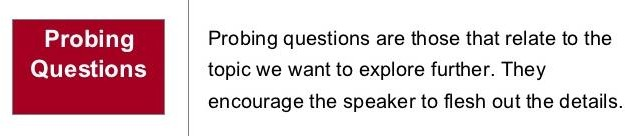 Probing
Questions
Probing questions are those that relate to the
topic we want to explore further. They
encourage the speaker to flesh out the details.